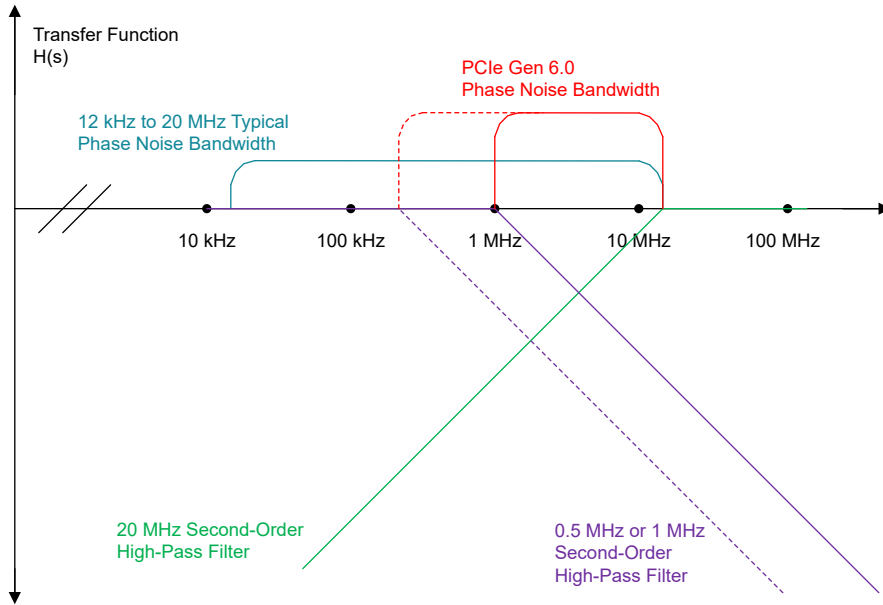 Transfer Function
H(s)
PCIe Gen 6.0
Phase Noise Bandwidth
12 kHz to 20 MHz Typical
Phase Noise Bandwidth
10 kHz
100 kHz
1 MHz
10 MHz
100 MHz
20 MHz Second-Order
High-Pass Filter
0.5 MHz or 1 MHz
Second-Order
High-Pass Filter